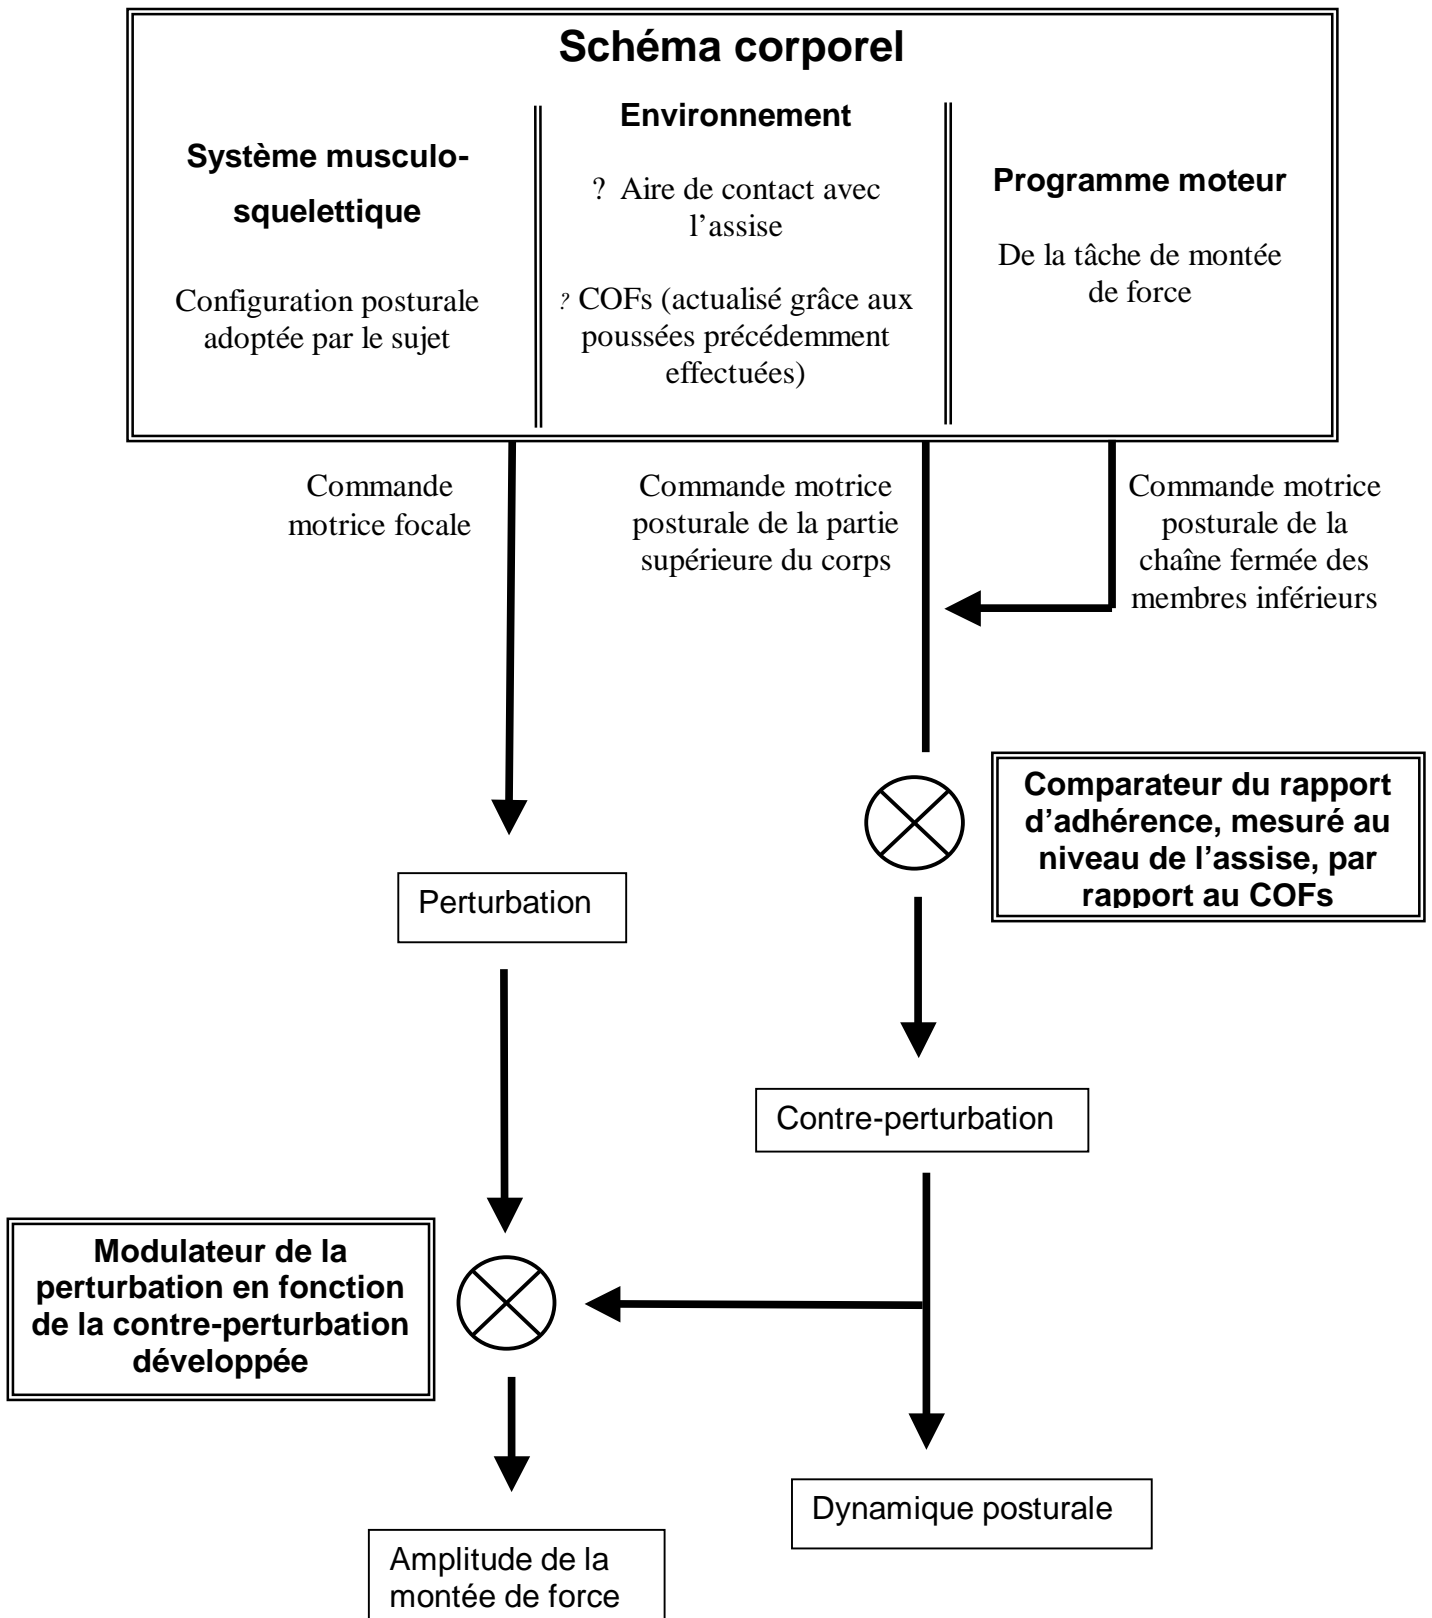 Schéma corporel
Système musculo-
squelettique
Configuration posturale
adoptée par le sujet
Environnement
? Aire de contact avec
l’assise
? COFs (actualisé grâce aux
poussées précédemment
effectuées)
Programme moteur
De la tâche de montée
de force
Commande
motrice focale
Commande motrice
posturale de la partie
supérieure du corps
Commande motrice
posturale de la
chaîne fermée des
membres inférieurs
Comparateur du rapport
d’adhérence, mesuré au
niveau de l’assise, par
rapport au COFs
Perturbation
Contre-perturbation
Modulateur de la
perturbation en fonction
de la contre-perturbation
développée
Dynamique posturale
Amplitude de la
montée de force